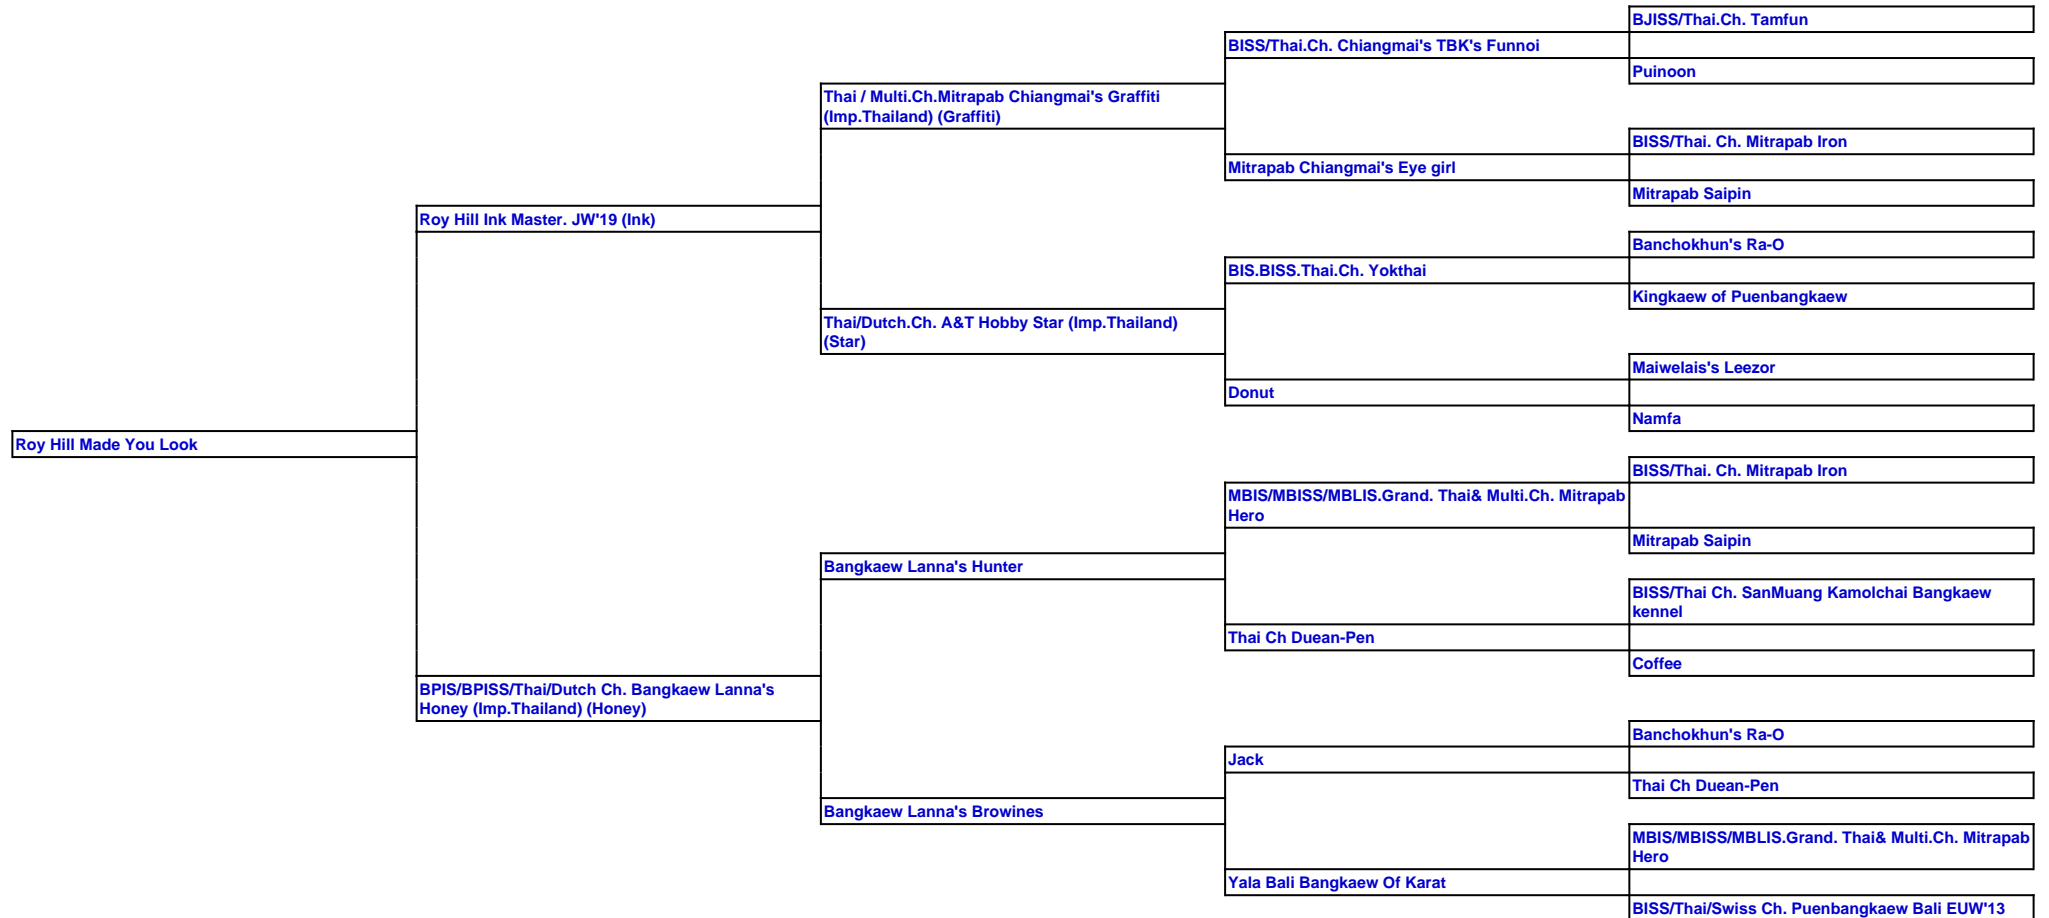 BJISS/Thai.Ch. Tamfun
BISS/Thai.Ch. Chiangmai's TBK's Funnoi
Puinoon
Thai / Multi.Ch.Mitrapab Chiangmai's Graffiti
(Imp.Thailand) (Graffiti)
BISS/Thai. Ch. Mitrapab Iron
Mitrapab Chiangmai's Eye girl
Mitrapab Saipin
Roy Hill Ink Master. JW'19 (Ink)
Banchokhun's Ra-O
BIS.BISS.Thai.Ch. Yokthai
Kingkaew of Puenbangkaew
Thai/Dutch.Ch. A&T Hobby Star (Imp.Thailand)
(Star)
Maiwelais's Leezor
Donut
Namfa
Roy Hill Made You Look
BISS/Thai. Ch. Mitrapab Iron
MBIS/MBISS/MBLIS.Grand. Thai& Multi.Ch. Mitrapab
Hero
Mitrapab Saipin
Bangkaew Lanna's Hunter
BISS/Thai Ch. SanMuang Kamolchai Bangkaew
kennel
Thai Ch Duean-Pen
Coffee
BPIS/BPISS/Thai/Dutch Ch. Bangkaew Lanna's
Honey (Imp.Thailand) (Honey)
Banchokhun's Ra-O
Jack
Thai Ch Duean-Pen
Bangkaew Lanna's Browines
MBIS/MBISS/MBLIS.Grand. Thai& Multi.Ch. Mitrapab
Hero
Yala Bali Bangkaew Of Karat
BISS/Thai/Swiss Ch. Puenbangkaew Bali EUW'13